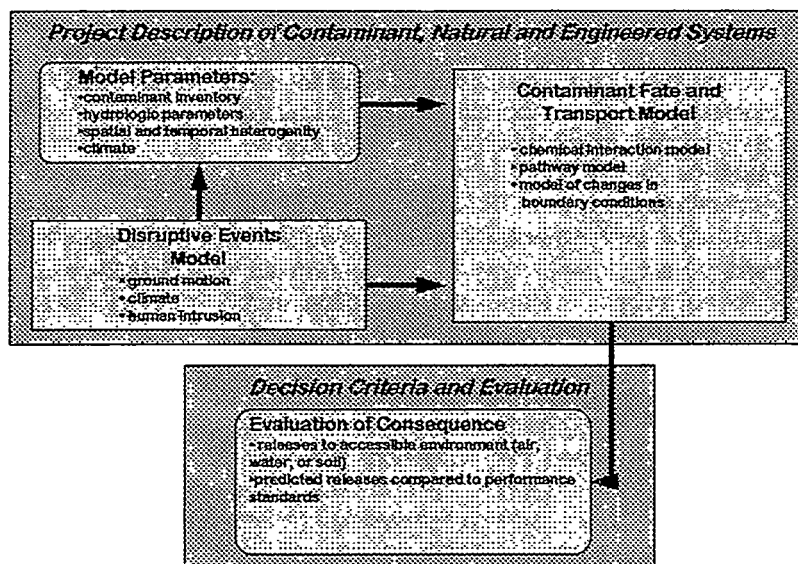 Project Description of Contaminant, Natural and Engineered Systems
Model Parameters:
•contaminant inventory
•hydrologic parameters
•spatial and temporal heterogenity
•climate
Contaminant Fate and
Transport Model
• chemical interaction model
• pathway model
• model of changes in
boundary conditions
Disruptive Events
Model
• ground motion
• climate
• human intrusion
Decision Criteria and Evaluation
Evaluation of Consequence
•releases to accessible environment (air,
water, or soil)
•predicted releases compared to performance
standards